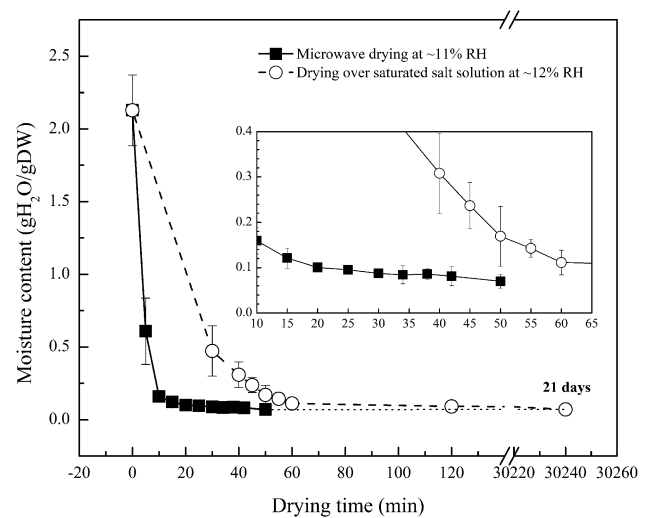 Microwave drying at ~11% RH
Drying over saturated salt solution at ~12% RH
2.5
2.0
1.5
1.0
0.5
0.0
Moisture content (gH2O/gDW)
0.4
0.3
0.2
0.1
0.0
10 15 20 25 30 35 40 45 50 55 60 65
21 days
-20 0 20 40 60 80 100 120 30220 30240 30260
Drying time (min)